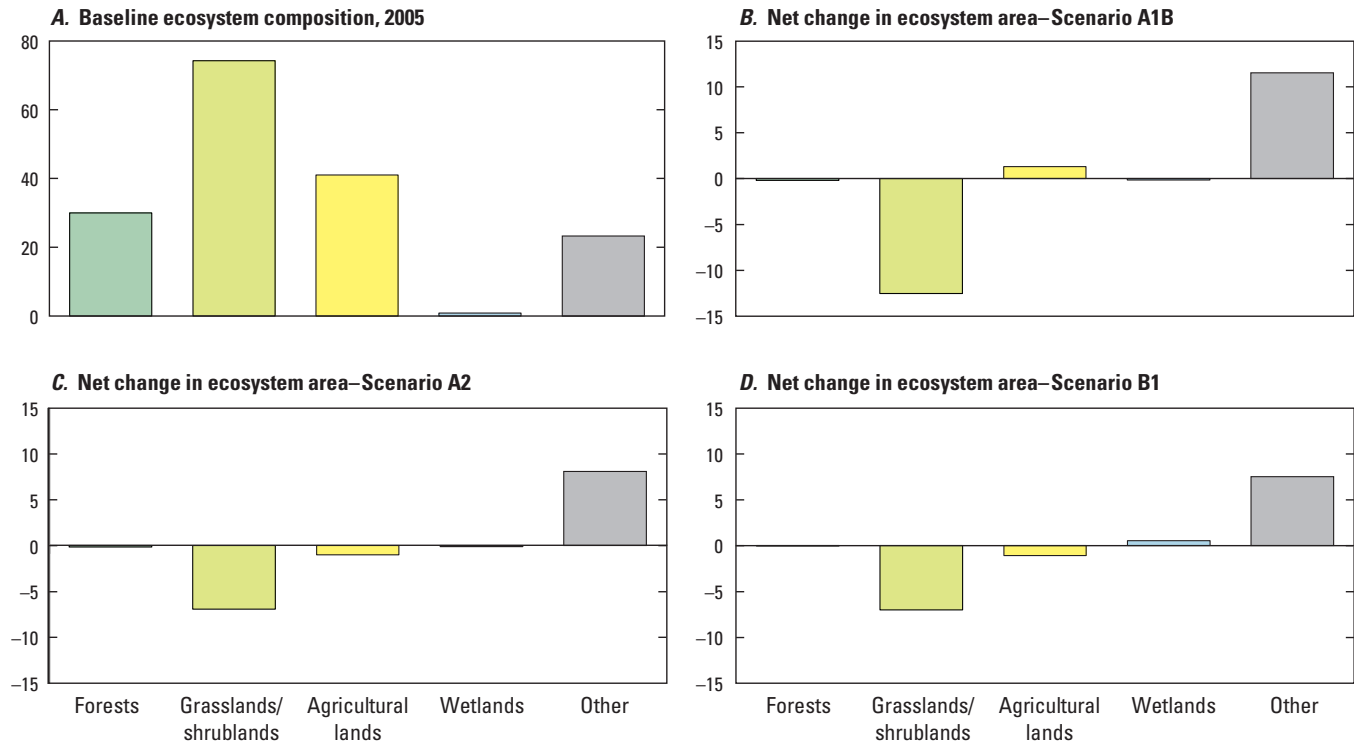 A. Baseline ecosystem composition, 2005
80
60
40
20
0
B. Net change in ecosystem area–Scenario A1B
15
10
5
0
–5
–10
–15
C. Net change in ecosystem area–Scenario A2
15
10
5
0
–5
–10
–15
Forests
Grasslands/
shrublands
Agricultural
lands
Wetlands
Other
D. Net change in ecosystem area–Scenario B1
15
10
5
0
–5
–10
–15
Forests
Grasslands/
shrublands
Agricultural
lands
Wetlands
Other